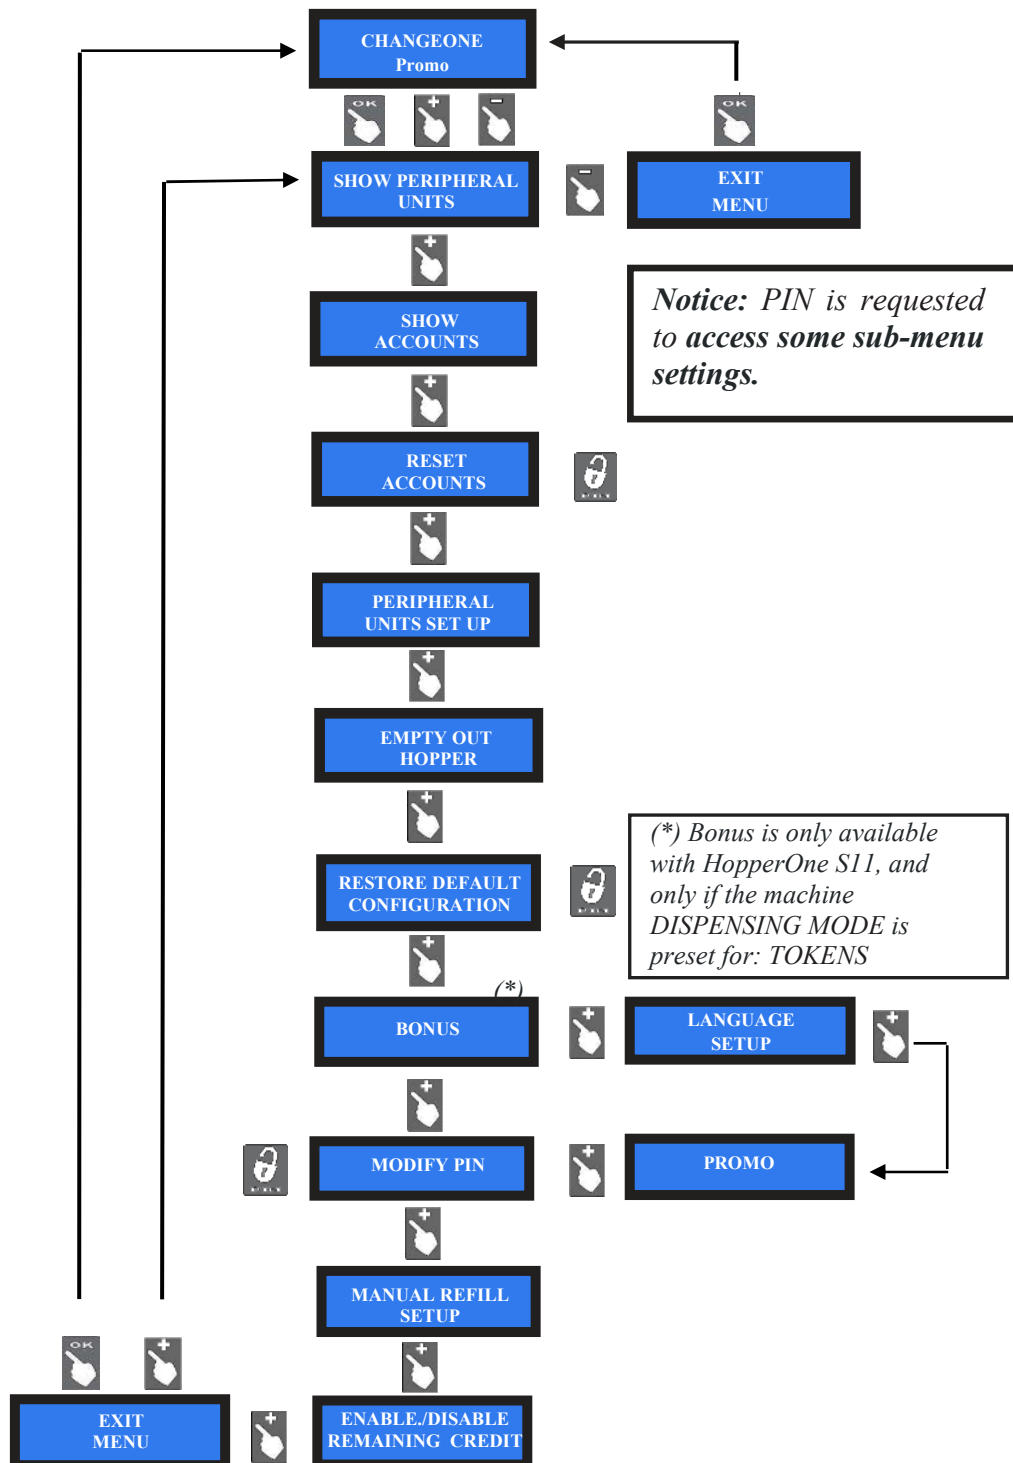 CHANGEONE
Promo
OK
+
-
OK
SHOW PERIPHERAL
UNITS
-
EXIT
MENU
+
Notice: PIN is requested
to access some sub-menu
settings.
SHOW
ACCOUNTS
+
RESET
ACCOUNTS
+
PERIPHERAL
UNITS SET UP
+
EMPTY OUT
HOPPER
+
(*) Bonus is only available
with HopperOne S11, and
only if the machine
DISPENSING MODE is
preset for: TOKENS
RESTORE DEFAULT
CONFIGURATION
+
(*)
BONUS
+
LANGUAGE
SETUP
+
+
MODIFY PIN
+
PROMO
+
MANUAL REFILL
SETUP
OK
+
+
EXIT
MENU
+
ENABLE./DISABLE
REMAINING CREDIT